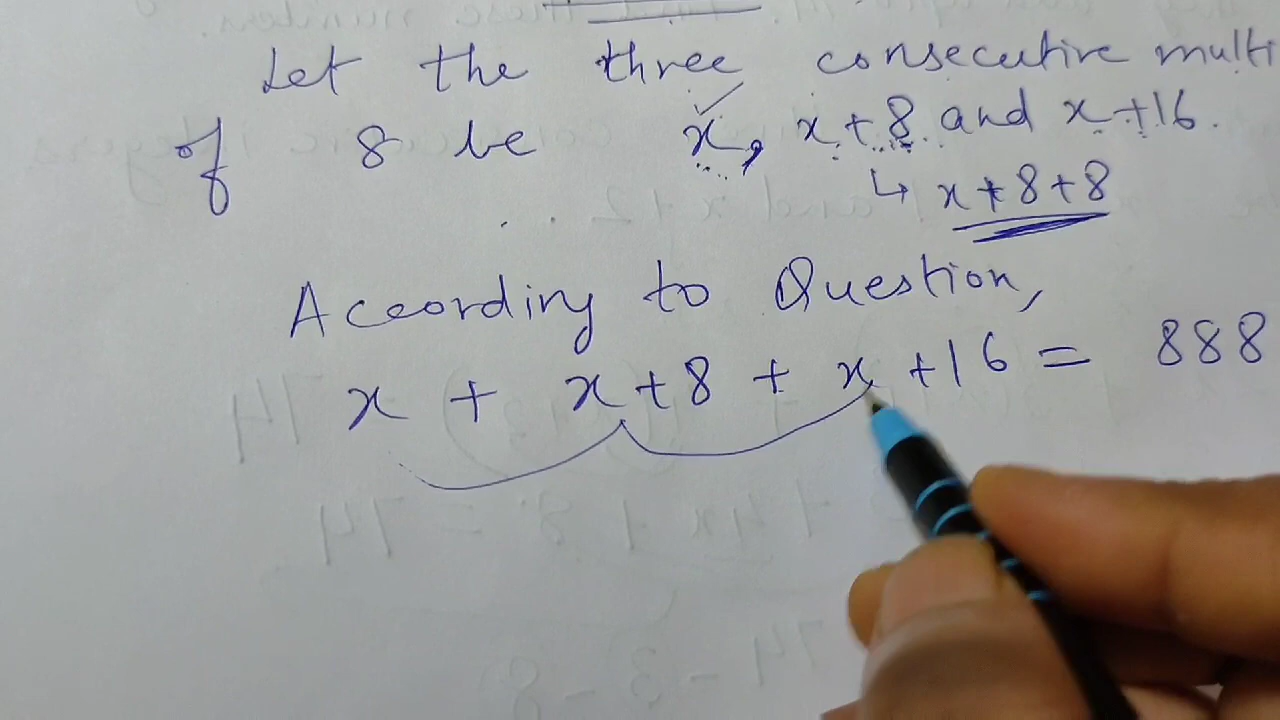 Let the three consecutive multi
of 8 be x, x+8 and x+16.
↳ x+8+8
According to Question,
x + x+8 + x+16 = 888